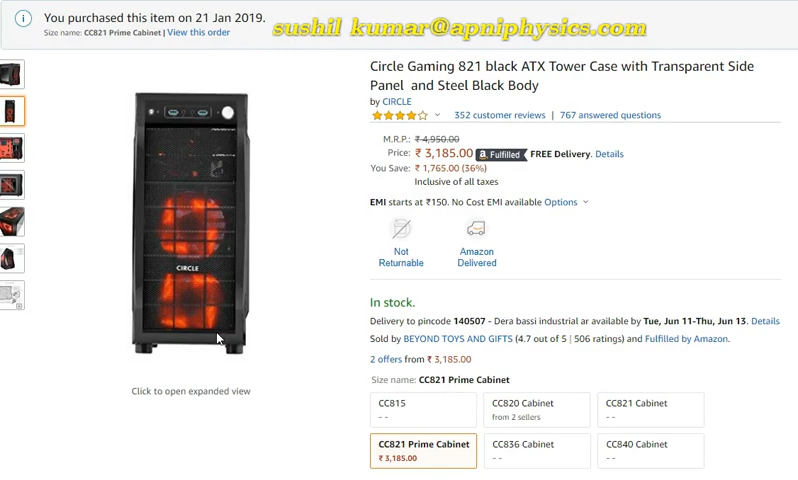 You purchased this item on 21 Jan 2019.
Size name: CC821 Prime Cabinet | View this order
sushil kumar@apniphysics.com
Circle Gaming 821 black ATX Tower Case with Transparent Side
Panel and Steel Black Body
by CIRCLE
352 customer reviews | 767 answered questions
M.R.P.: ₹ 4,950.00
Price: ₹ 3,185.00 a Fulfilled FREE Delivery. Details
You Save: ₹ 1,765.00 (36%)
Inclusive of all taxes
EMI starts at ₹150. No Cost EMI available Options
Not
Returnable
Amazon
Delivered
In stock.
Delivery to pincode 140507 - Dera bassi industrial ar available by Tue, Jun 11-Thu, Jun 13. Details
Sold by BEYOND TOYS AND GIFTS (4.7 out of 5 | 506 ratings) and Fulfilled by Amazon.
2 offers from ₹ 3,185.00
Size name: CC821 Prime Cabinet
CC815
- -
CC820 Cabinet
from 2 sellers
CC821 Cabinet
- -
CC821 Prime Cabinet
₹ 3,185.00
CC836 Cabinet
- -
CC840 Cabinet
- -
CIRCLE
Click to open expanded view